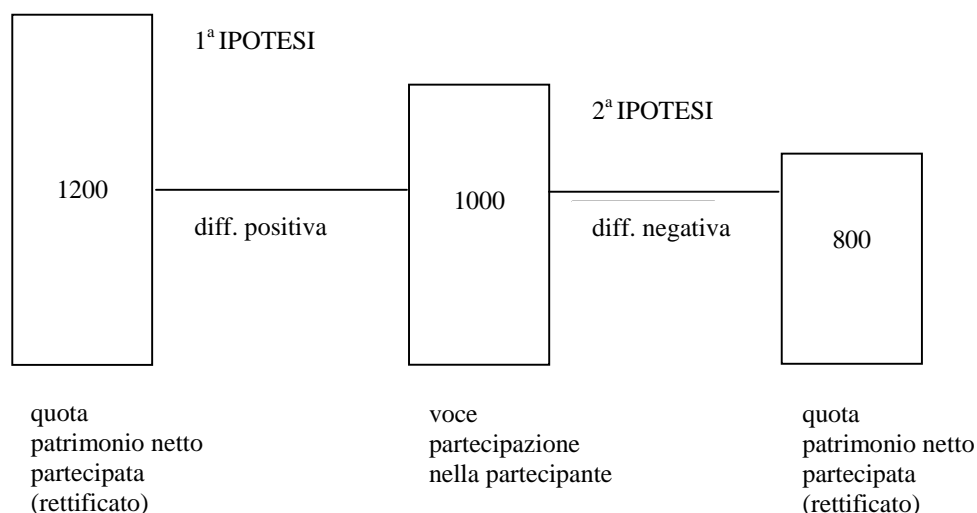 1ª IPOTESI
2ª IPOTESI
1200
1000
800
diff. positiva
diff. negativa
quota
patrimonio netto
partecipata
(rettificato)
voce
partecipazione
nella partecipante
quota
patrimonio netto
partecipata
(rettificato)